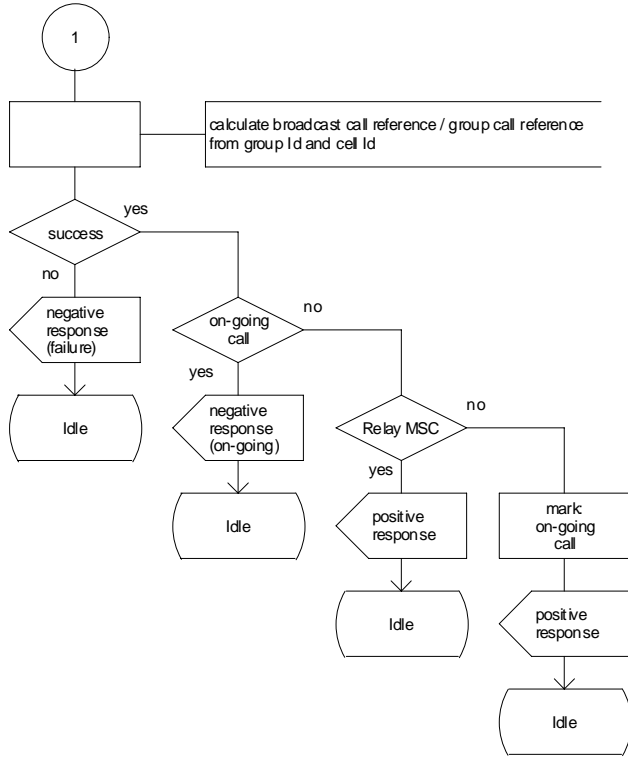 1
calculate broadcast call reference / group call reference
from group Id and cell Id
yes
success
no
negative
response
(failure)
Idle
on-going
call
no
yes
negative
response
(on-going)
Idle
Relay MSC
no
yes
positive
response
Idle
mark:
on-going
call
positive
response
Idle